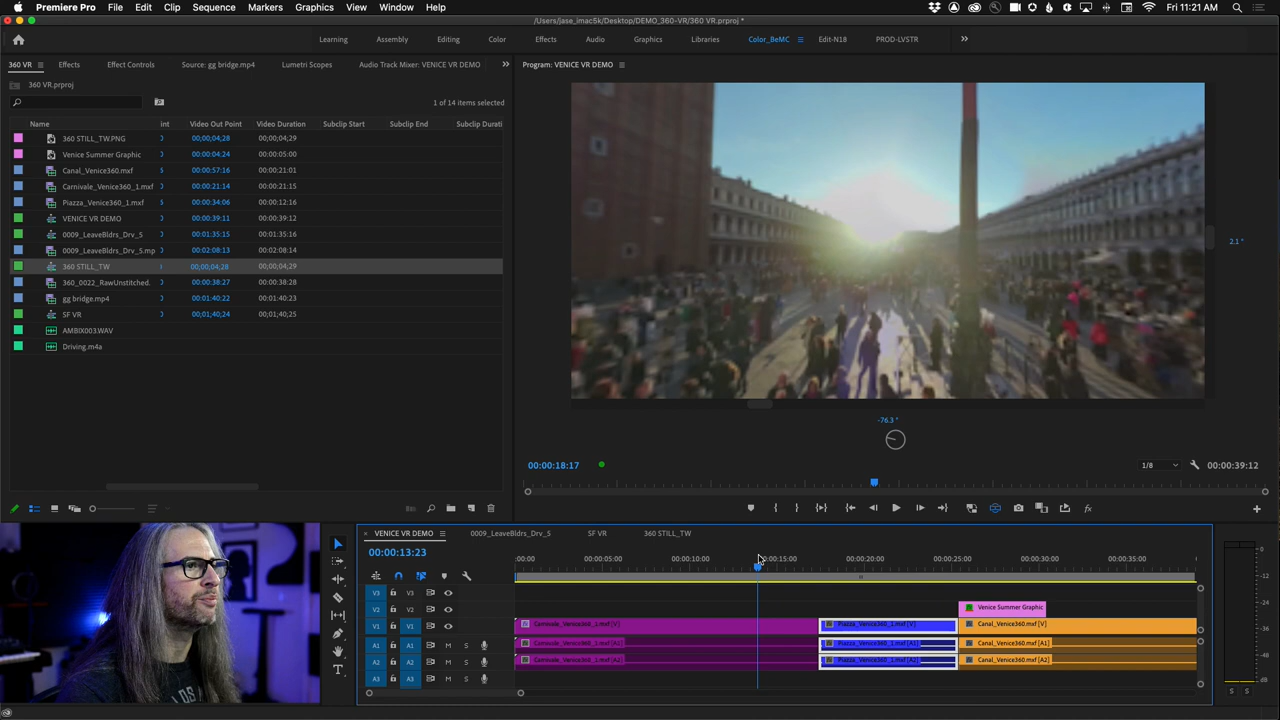 Premiere Pro File Edit Clip Sequence Markers Graphics View Window Help Fri 11:21 AM
/Users/jase_imac5k/Desktop/DEMO_360-VR/360 VR.prproj *
Learning Assembly Editing Color Effects Audio Graphics Libraries Color_BeMC Edit-N18 PROD-LVSTR
360 VR Effects Effect Controls Source: gg bridge.mp4 Lumetri Scopes Audio Track Mixer: VENICE VR DEMO Program: VENICE VR DEMO
360 VR.prproj
1 of 14 items selected
Name int Video Out Point Video Duration Subclip Start Subclip End Subclip Durati
360 STILL_TW.PNG 00;00;04;28 00;00;04;29
Venice Summer Graphic 00:00:04:24 00:00:05:00
Canal_Venice360.mxf 00:00:57:16 00:00:21:01
Carnivale_Venice360_1.mxf 00:00:21:14 00:00:21:15
Piazza_Venice360_1.mxf 00:00:34:06 00:00:12:16
VENICE VR DEMO 00:00:39:11 00:00:39:12
0009_LeaveBldrs_Drv_5 00:01:35:15 00:01:35:16
0009_LeaveBldrs_Drv_5.mp 00:02:08:13 00:02:08:14
360 STILL_TW 00;00;04;28 00;00;04;29
360_0022_RawUnstitched. 00:00:38:27 00:00:38:28
gg bridge.mp4 00:01:40:22 00:01:40:23
SF VR 00;01;40;24 00;01;40;25
AMBIX003.WAV
Driving.m4a
2.1 °
-76.3 °
00:00:18:17 1/8 00:00:39:12
VENICE VR DEMO 0009_LeaveBldrs_Drv_5 SF VR 360 STILL_TW
00:00:13:23
:00:00 00:00:05:00 00:00:10:00 00:00:15:00 00:00:20:00 00:00:25:00 00:00:30:00 00:00:35:00
V3 V3
V2 V2 Venice Summer Graphic
V1 V1 Carnivale_Venice360_1.mxf [V] Piazza_Venice360_1.mxf [V] Canal_Venice360.mxf [V]
A1 A1 M S Carnivale_Venice360_1.mxf [A1] Piazza_Venice360_1.mxf [A1] Canal_Venice360.mxf [A1]
A2 A2 M S Carnivale_Venice360_1.mxf [A2] Piazza_Venice360_1.mxf [A2] Canal_Venice360.mxf [A2]
A3 A3 M S
0
-12
-24
-36
-48
dB
S S